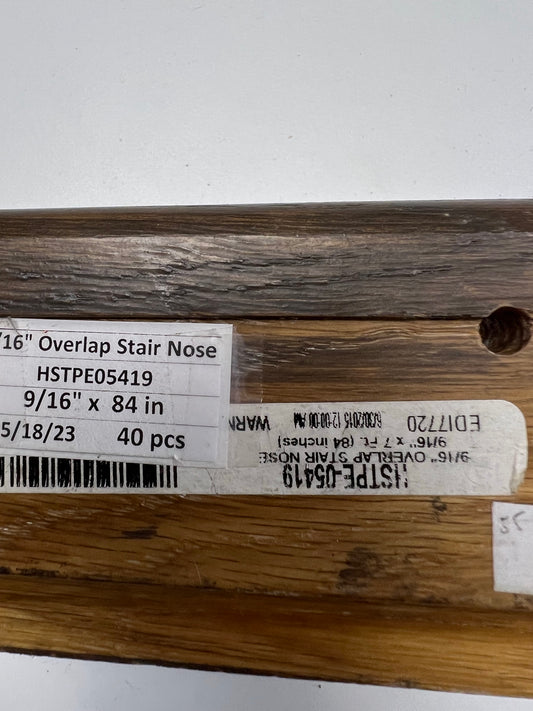 /16" Overlap Stair Nose
HSTPE05419
9/16" x 84 in
5/18/23 40 pcs
HSTPE-05419
9/16" OVERLAP STAIR NOSE
9/16" x 7 Ft. (84 inches)
EDI7720
6/30/2015 12:00:00 AM WARN